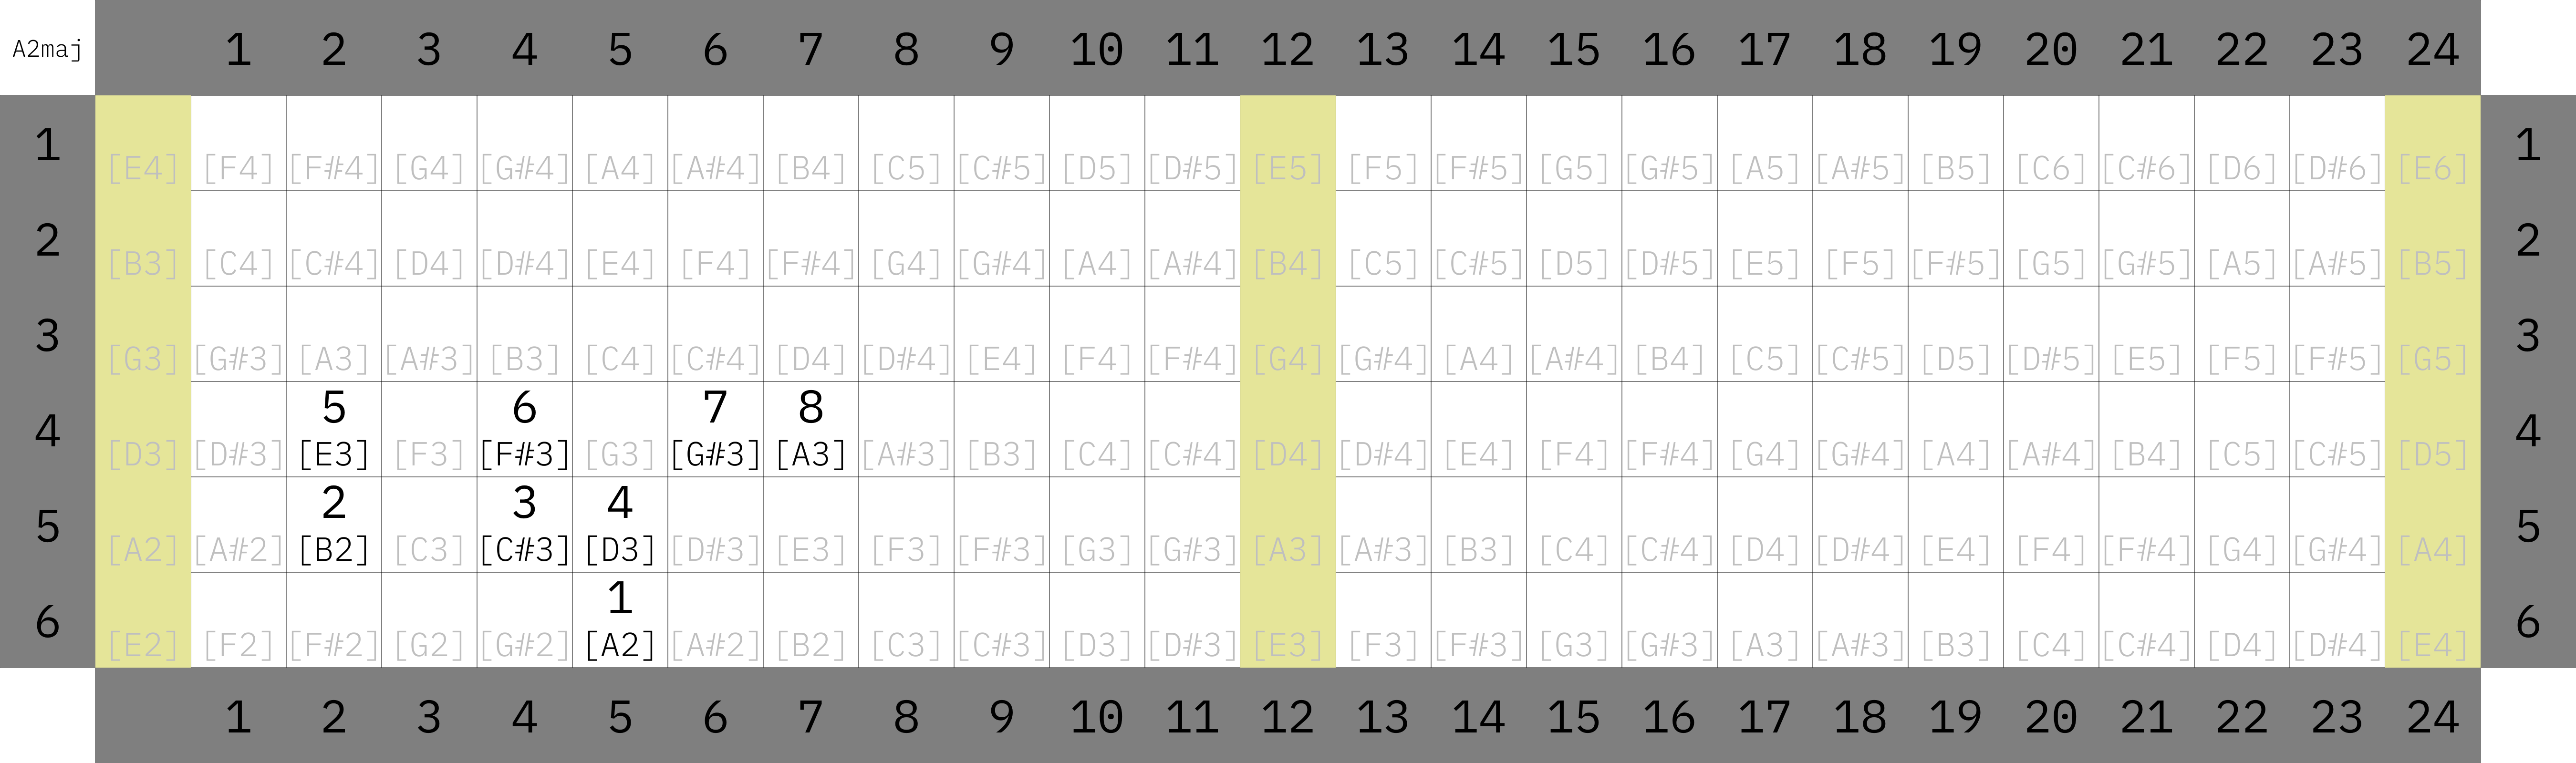 A2maj 1 2 3 4 5 6 7 8 9 10 11 12 13 14 15 16 17 18 19 20 21 22 23 24
1 1
[E4] [F4] [F#4] [G4] [G#4] [A4] [A#4] [B4] [C5] [C#5] [D5] [D#5] [E5] [F5] [F#5] [G5] [G#5] [A5] [A#5] [B5] [C6] [C#6] [D6] [D#6] [E6]
2 2
[B3] [C4] [C#4] [D4] [D#4] [E4] [F4] [F#4] [G4] [G#4] [A4] [A#4] [B4] [C5] [C#5] [D5] [D#5] [E5] [F5] [F#5] [G5] [G#5] [A5] [A#5] [B5]
3 3
[G3] [G#3] [A3] [A#3] [B3] [C4] [C#4] [D4] [D#4] [E4] [F4] [F#4] [G4] [G#4] [A4] [A#4] [B4] [C5] [C#5] [D5] [D#5] [E5] [F5] [F#5] [G5]
4 5 6 7 8 4
[D3] [D#3] [E3] [F3] [F#3] [G3] [G#3] [A3] [A#3] [B3] [C4] [C#4] [D4] [D#4] [E4] [F4] [F#4] [G4] [G#4] [A4] [A#4] [B4] [C5] [C#5] [D5]
5 2 3 4 5
[A2] [A#2] [B2] [C3] [C#3] [D3] [D#3] [E3] [F3] [F#3] [G3] [G#3] [A3] [A#3] [B3] [C4] [C#4] [D4] [D#4] [E4] [F4] [F#4] [G4] [G#4] [A4]
6 1 6
[E2] [F2] [F#2] [G2] [G#2] [A2] [A#2] [B2] [C3] [C#3] [D3] [D#3] [E3] [F3] [F#3] [G3] [G#3] [A3] [A#3] [B3] [C4] [C#4] [D4] [D#4] [E4]
1 2 3 4 5 6 7 8 9 10 11 12 13 14 15 16 17 18 19 20 21 22 23 24